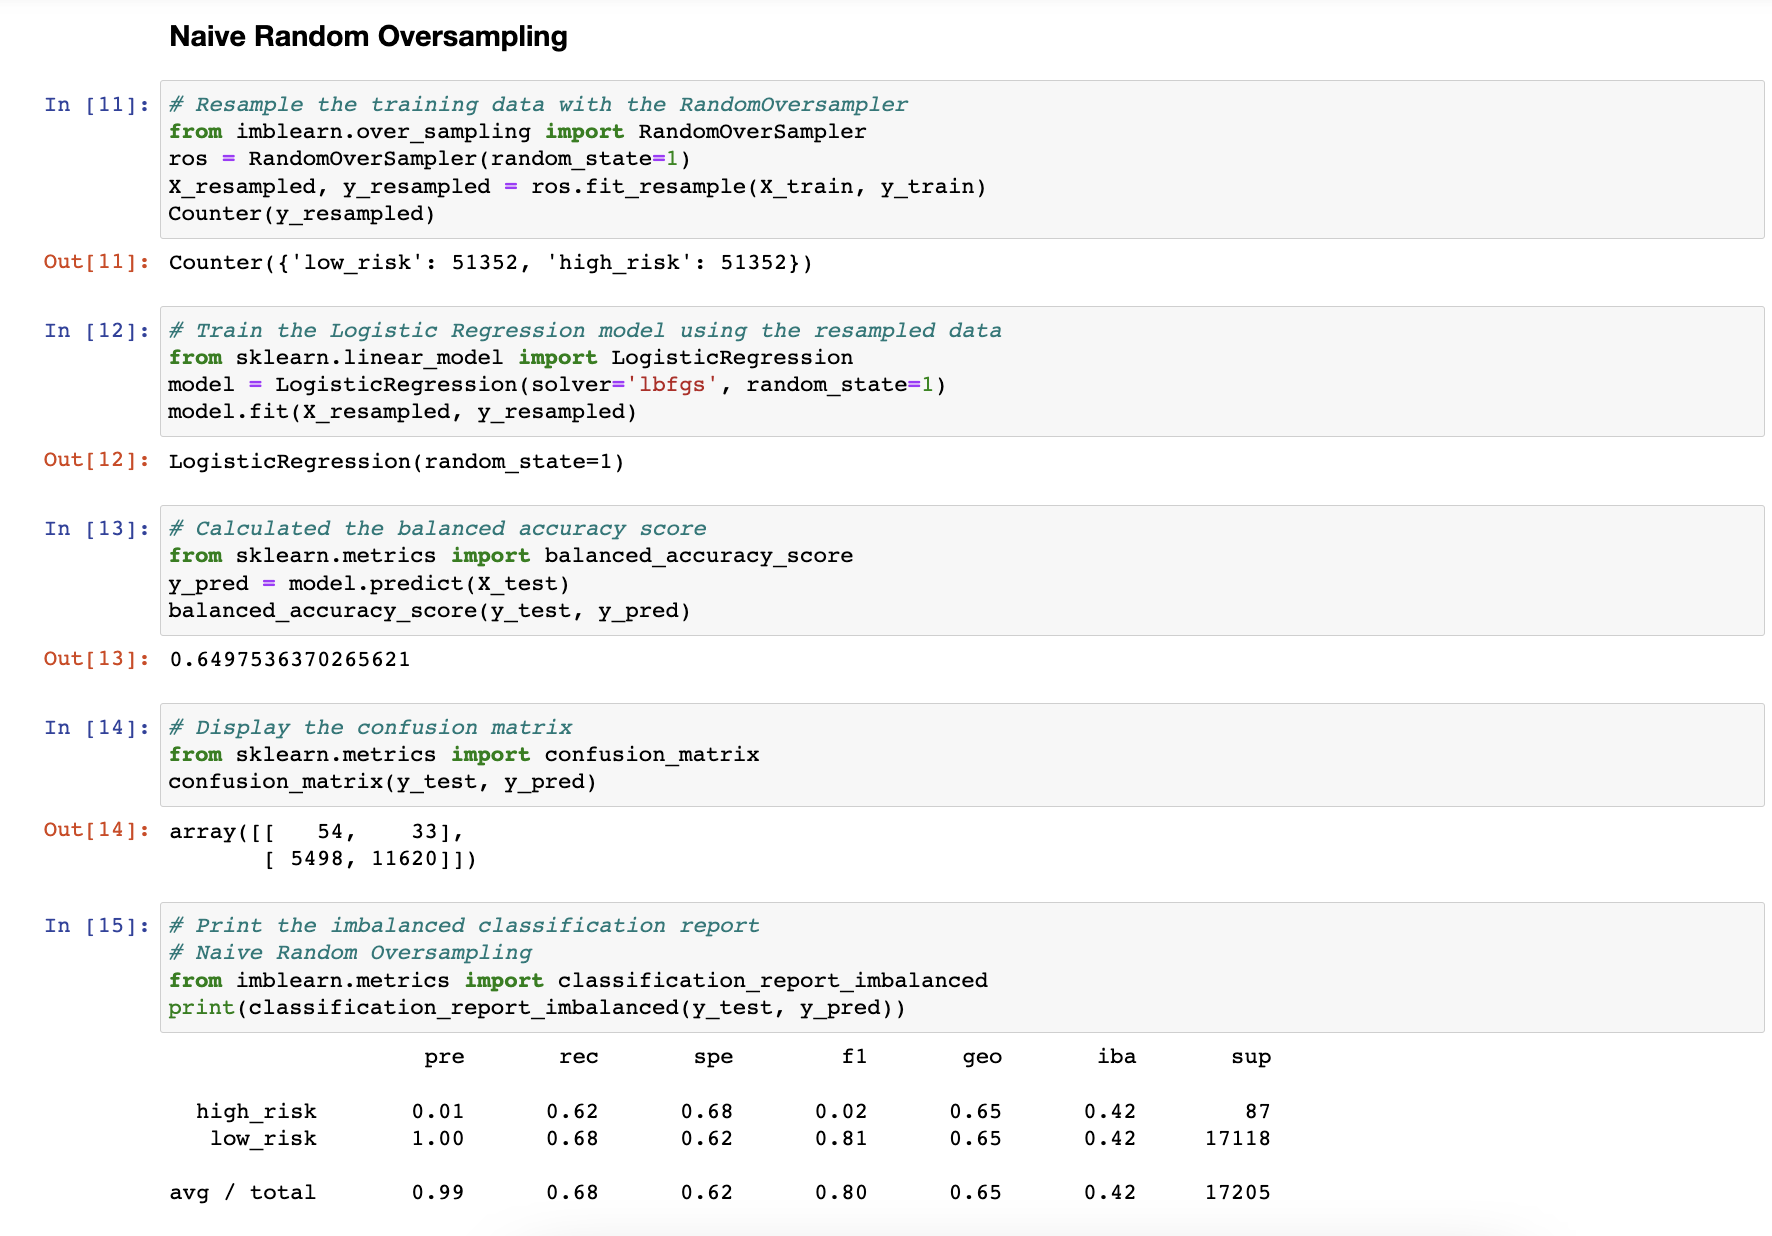 Naive Random Oversampling
In [11]: # Resample the training data with the RandomOversampler
from imblearn.over_sampling import RandomOverSampler
ros = RandomOverSampler(random_state=1)
X_resampled, y_resampled = ros.fit_resample(X_train, y_train)
Counter(y_resampled)
Out[11]: Counter({'low_risk': 51352, 'high_risk': 51352})
In [12]: # Train the Logistic Regression model using the resampled data
from sklearn.linear_model import LogisticRegression
model = LogisticRegression(solver='lbfgs', random_state=1)
model.fit(X_resampled, y_resampled)
Out[12]: LogisticRegression(random_state=1)
In [13]: # Calculated the balanced accuracy score
from sklearn.metrics import balanced_accuracy_score
y_pred = model.predict(X_test)
balanced_accuracy_score(y_test, y_pred)
Out[13]: 0.6497536370265621
In [14]: # Display the confusion matrix
from sklearn.metrics import confusion_matrix
confusion_matrix(y_test, y_pred)
Out[14]: array([[   54,    33],
       [ 5498, 11620]])
In [15]: # Print the imbalanced classification report
# Naive Random Oversampling
from imblearn.metrics import classification_report_imbalanced
print(classification_report_imbalanced(y_test, y_pred))
pre rec spe f1 geo iba sup
high_risk 0.01 0.62 0.68 0.02 0.65 0.42 87
low_risk 1.00 0.68 0.62 0.81 0.65 0.42 17118
avg / total 0.99 0.68 0.62 0.80 0.65 0.42 17205